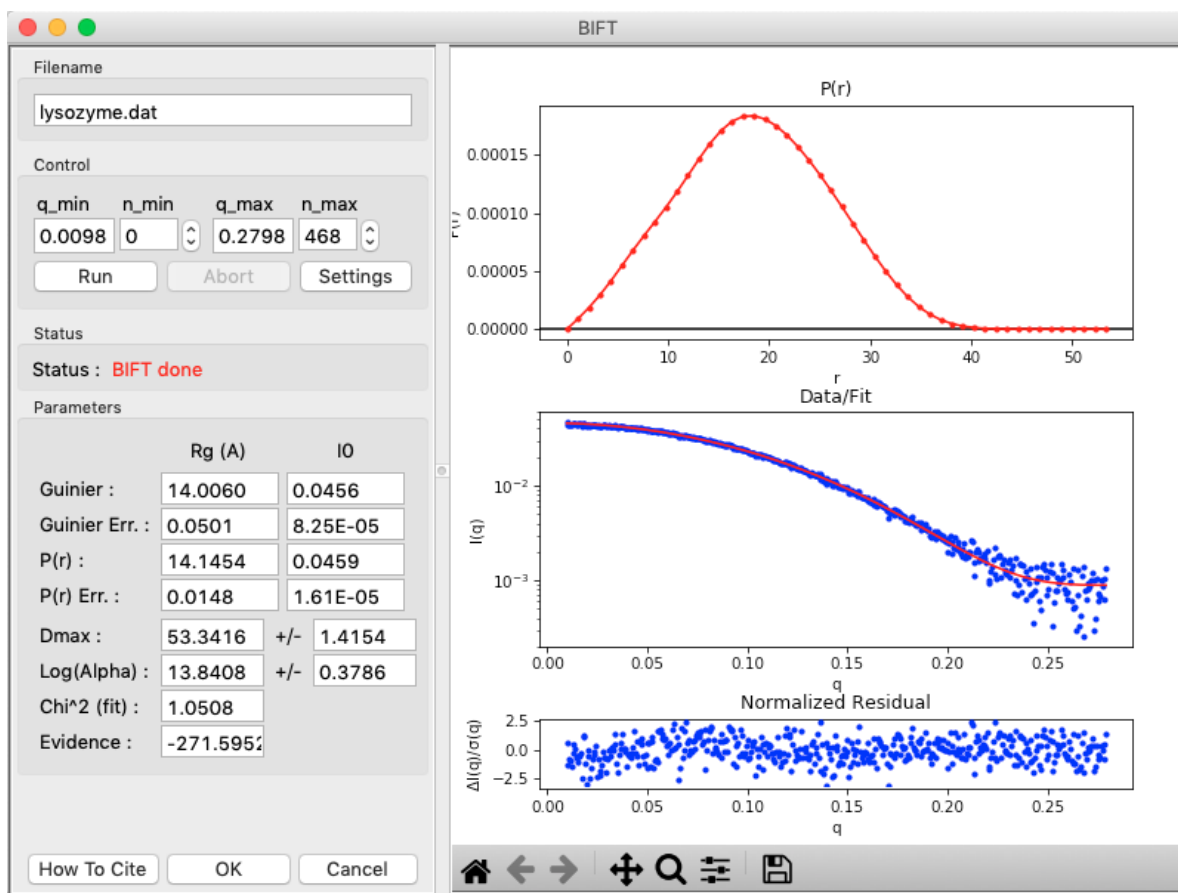 BIFT
Filename
lysozyme.dat
Control
q_min n_min q_max n_max
0.0098 0 0.2798 468
Run Abort Settings
Status
Status : BIFT done
Parameters
Rg (A) I0
Guinier : 14.0060 0.0456
Guinier Err. : 0.0501 8.25E-05
P(r) : 14.1454 0.0459
P(r) Err. : 0.0148 1.61E-05
Dmax : 53.3416 +/- 1.4154
Log(Alpha) : 13.8408 +/- 0.3786
Chi^2 (fit) : 1.0508
Evidence : -271.5952
How To Cite OK Cancel
P(r)
P(r)
0.00015
0.00010
0.00005
0.00000
0 10 20 30 40 50
r
Data/Fit
I(q)
10⁻²
10⁻³
0.00 0.05 0.10 0.15 0.20 0.25
q
Normalized Residual
ΔI(q)/σ(q)
2.5
0.0
−2.5
0.00 0.05 0.10 0.15 0.20 0.25
q